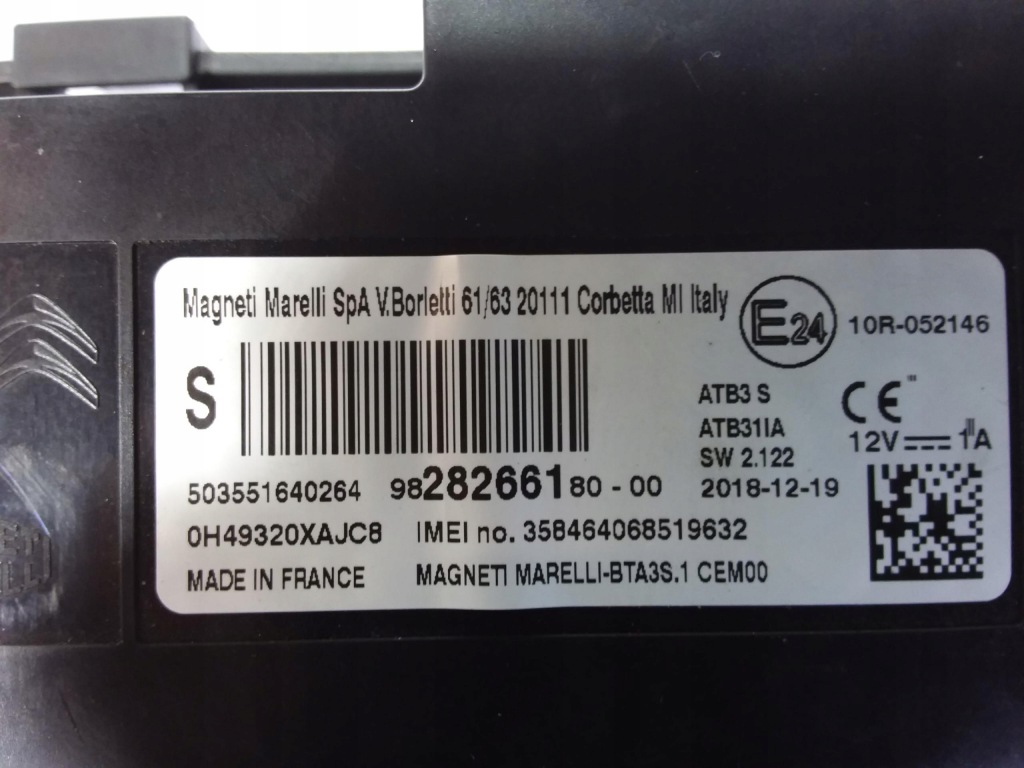 Magneti Marelli SpA V.Borletti 61/63 20111 Corbetta MI Italy
E24
10R-052146
S
ATB3 S
ATB31IA
SW 2.122
CE
12V 1A
503551640264 9828266180-00 2018-12-19
0H49320XAJC8 IMEI no. 358464068519632
MADE IN FRANCE MAGNETI MARELLI-BTA3S.1 CEM00